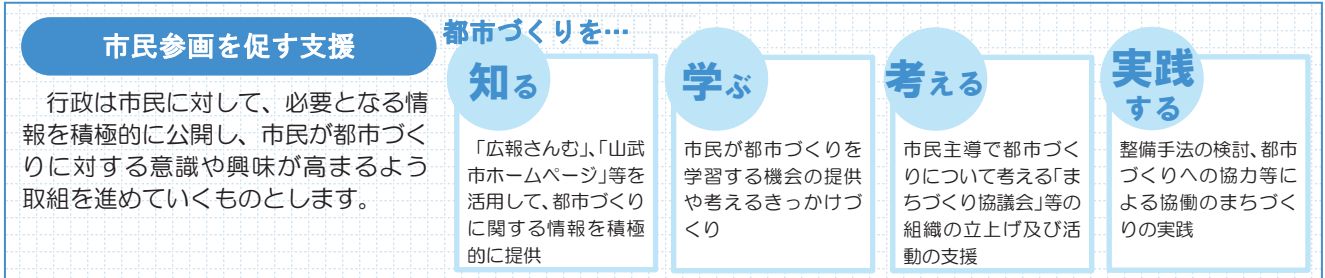 市民参画を促す支援
行政は市民に対して、必要となる情
報を積極的に公開し、市民が都市づく
りに対する意識や興味が高まるよう
取組を進めていくものとします。
都市づくりを…
知る
「広報さんむ」、「山武
市ホームページ」等を
活用して、都市づくり
に関する情報を積極
的に提供
学ぶ
市民が都市づくりを
学習する機会の提供
や考えるきっかけづ
くり
考える
市民主導で都市づく
りについて考える「ま
ちづくり協議会」等の
組織の立上げ及び活
動の支援
実践
する
整備手法の検討、都市
づくりへの協力等に
よる協働のまちづく
りの実践